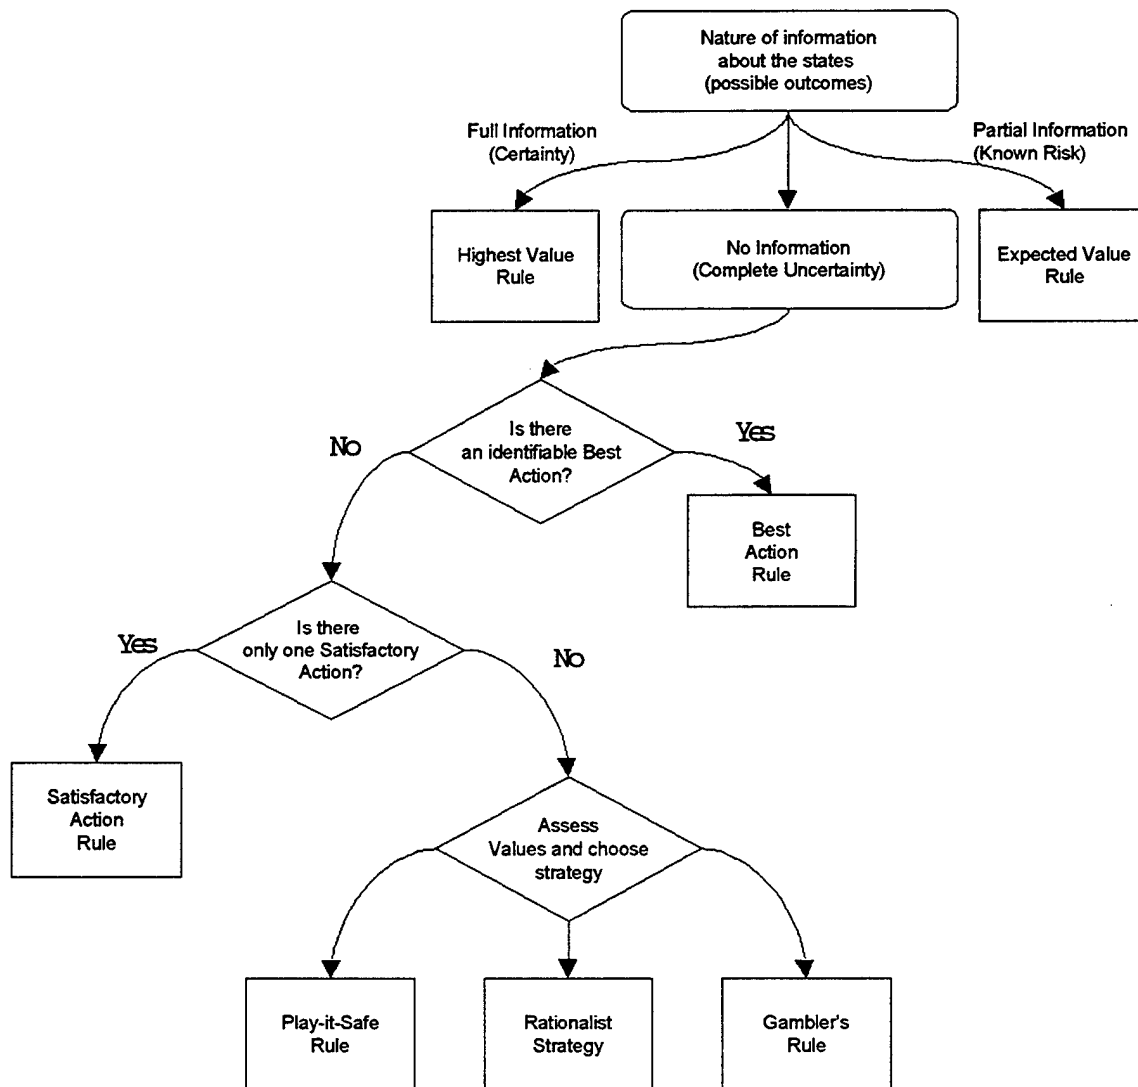 Nature of information
about the states
(possible outcomes)
Full Information
(Certainty)
Partial Information
(Known Risk)
Highest Value
Rule
No Information
(Complete Uncertainty)
Expected Value
Rule
Is there
an identifiable Best
Action?
No
Yes
Best
Action
Rule
Is there
only one Satisfactory
Action?
Yes
No
Satisfactory
Action
Rule
Assess
Values and choose
strategy
Play-it-Safe
Rule
Rationalist
Strategy
Gambler's
Rule